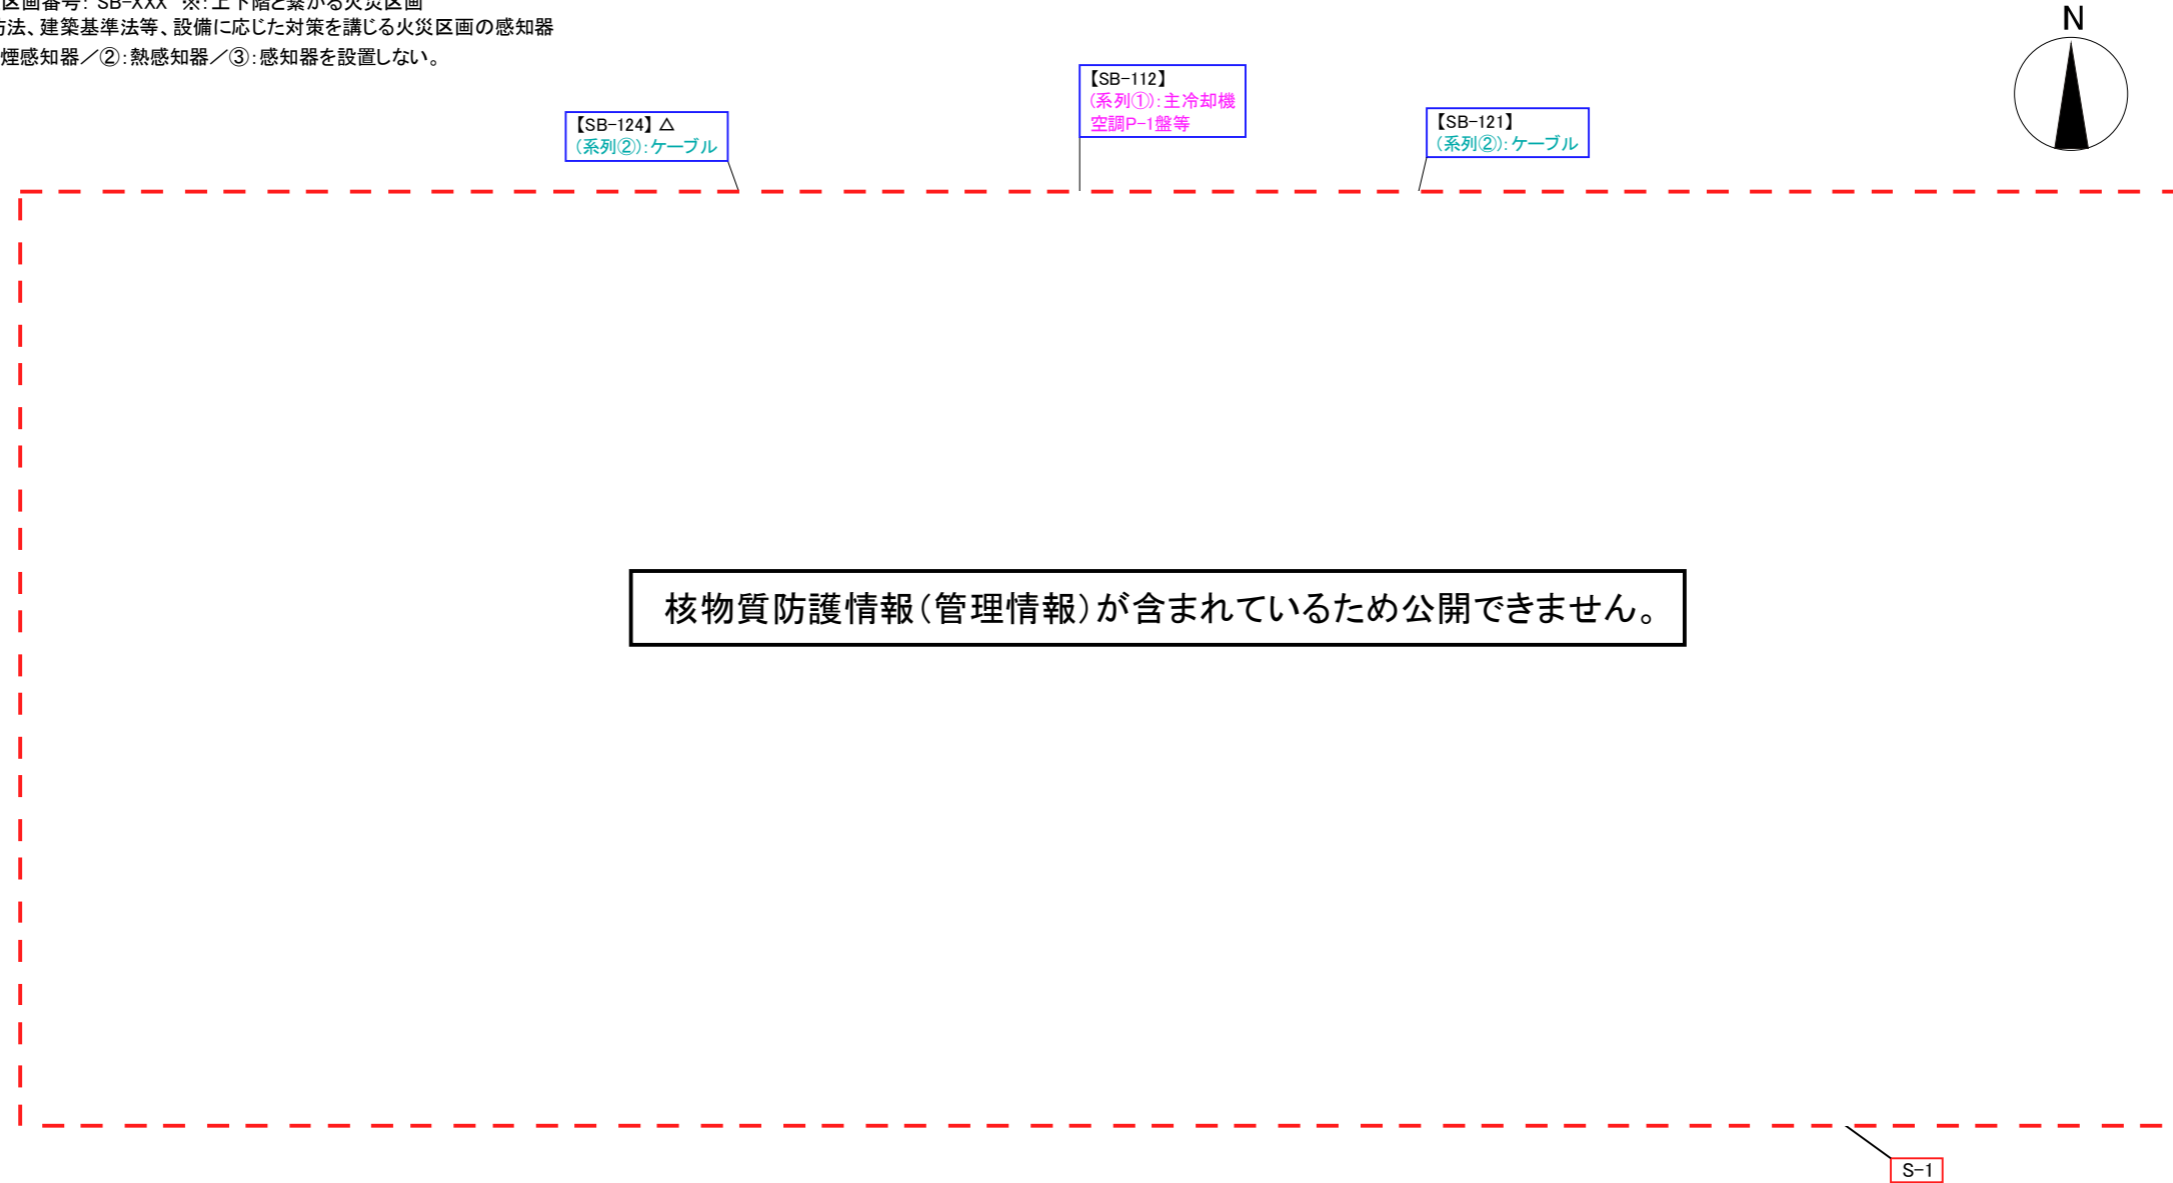 区画番号: SB-XXX ※:上下階と繋がる火災区画
方法、建築基準法等、設備に応じた対策を講じる火災区画の感知器
煙感知器／②:熱感知器／③:感知器を設置しない。
N
【SB-112】
(系列①):主冷却機
空調P-1盤等
【SB-124】 △
(系列②):ケーブル
【SB-121】
(系列②):ケーブル
核物質防護情報(管理情報)が含まれているため公開できません。
S-1